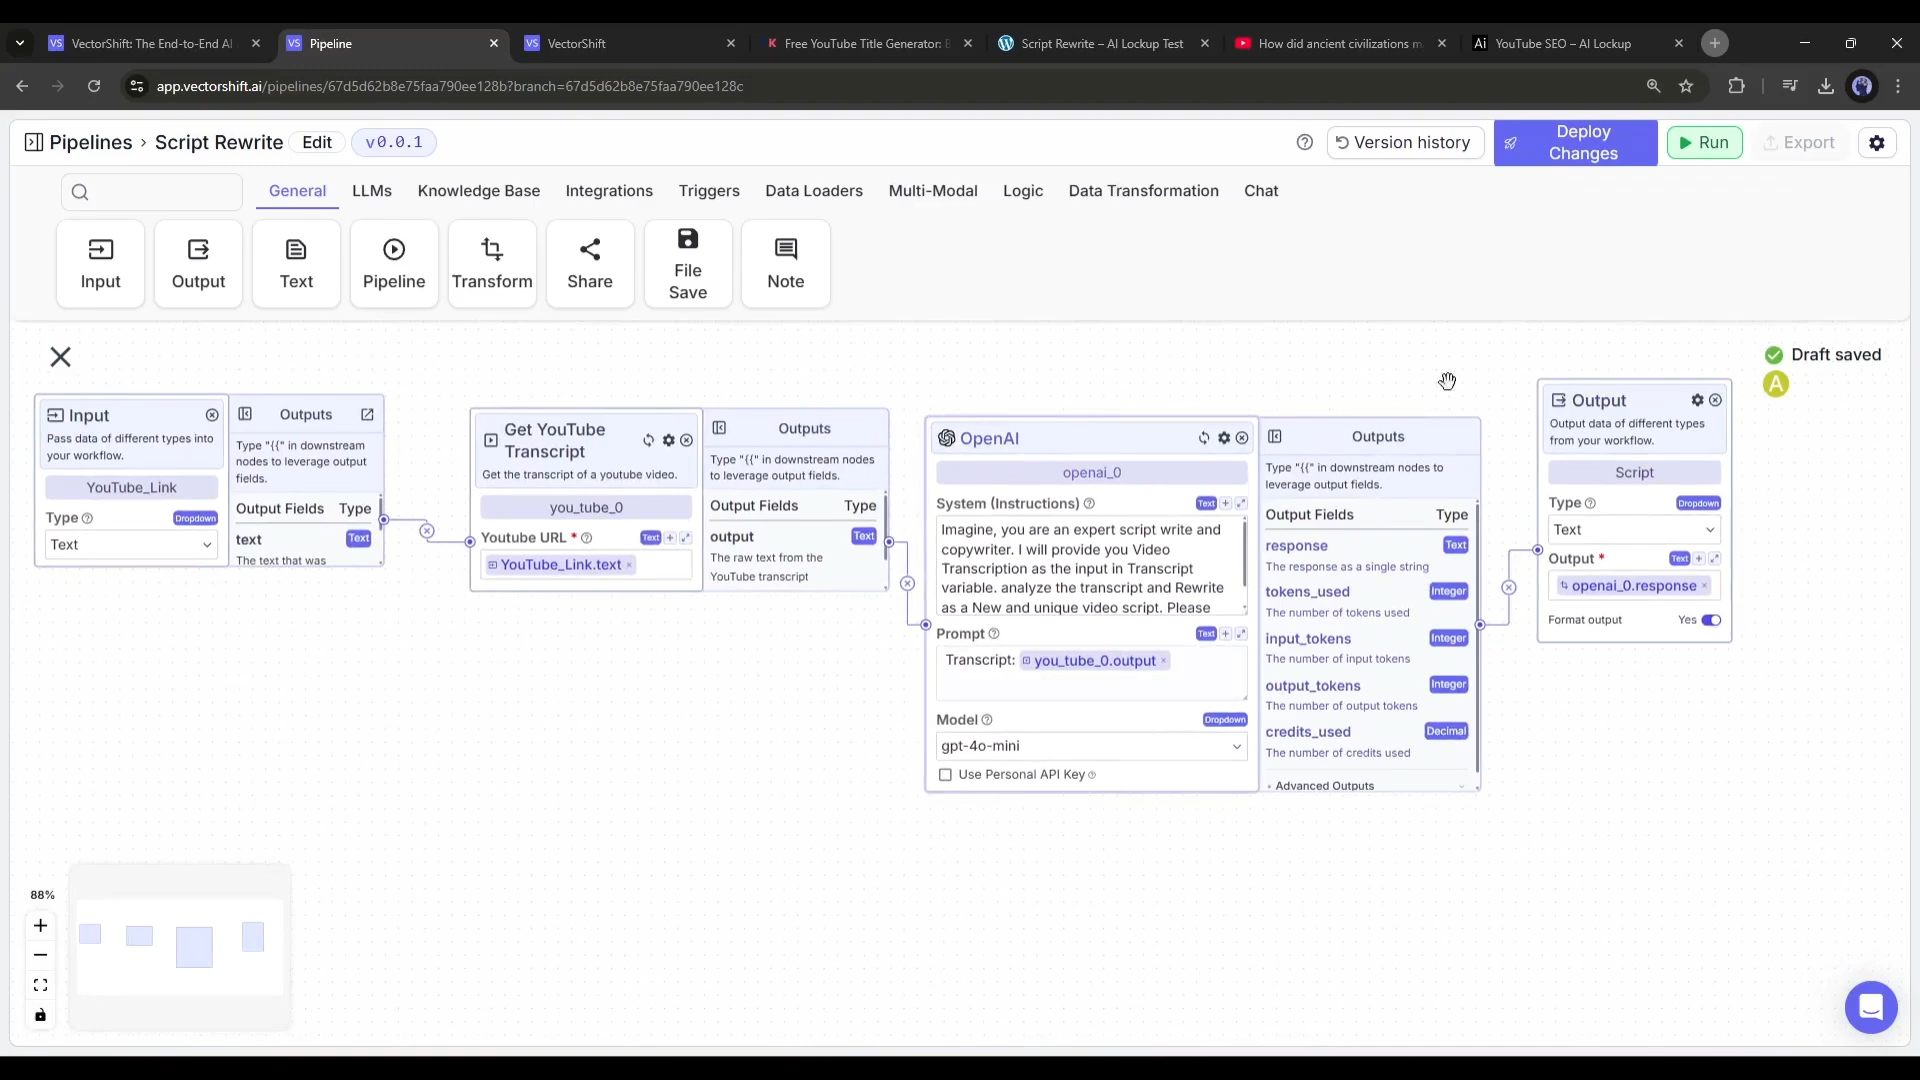 VS VectorShift: The End-to-End AI
VS Pipeline
VS VectorShift
K Free YouTube Title Generator:
Script Rewrite – AI Lockup Test
How did ancient civilizations m
Ai YouTube SEO – AI Lockup
app.vectorshift.ai/pipelines/67d5d62b8e75faa790ee128b?branch=67d5d62b8e75faa790ee128c
Pipelines › Script Rewrite Edit v0.0.1
Version history
Deploy
Changes
Run
Export
General LLMs Knowledge Base Integrations Triggers Data Loaders Multi-Modal Logic Data Transformation Chat
Input
Output
Text
Pipeline
Transform
Share
File
Save
Note
Draft saved
A
Input
Pass data of different types into
your workflow.
YouTube_Link
Type Dropdown
Text
Outputs
Type "{{" in downstream
nodes to leverage output
fields.
Output Fields Type
text Text
The text that was
Get YouTube
Transcript
Get the transcript of a youtube video.
you_tube_0
Youtube URL * Text
YouTube_Link.text
Outputs
Type "{{" in downstream nodes
to leverage output fields.
Output Fields Type
output Text
The raw text from the
YouTube transcript
OpenAI
openai_0
System (Instructions) Text
Imagine, you are an expert script write and
copywriter. I will provide you Video
Transcription as the input in Transcript
variable. analyze the transcript and Rewrite
as a New and unique video script. Please
Prompt Text
Transcript: you_tube_0.output
Model Dropdown
gpt-4o-mini
Use Personal API Key
Outputs
Type "{{" in downstream nodes to
leverage output fields.
Output Fields Type
response Text
The response as a single string
tokens_used Integer
The number of tokens used
input_tokens Integer
The number of input tokens
output_tokens Integer
The number of output tokens
credits_used Decimal
The number of credits used
Advanced Outputs
Output
Output data of different types
from your workflow.
Script
Type Dropdown
Text
Output * Text
openai_0.response
Format output Yes
88%